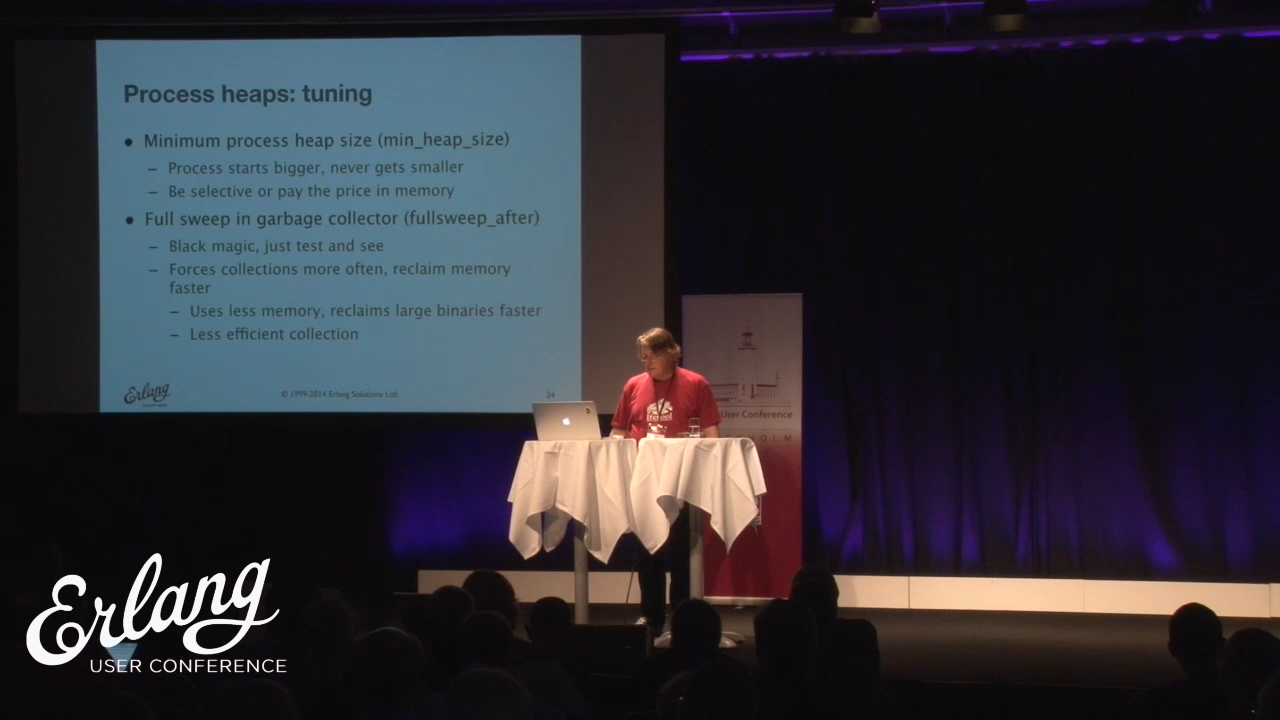 Process heaps: tuning
• Minimum process heap size (min_heap_size)
– Process starts bigger, never gets smaller
– Be selective or pay the price in memory
• Full sweep in garbage collector (fullsweep_after)
– Black magic, just test and see
– Forces collections more often, reclaim memory
faster
– Uses less memory, reclaims large binaries faster
– Less efficient collection
Erlang
© 1999-2014 Erlang Solutions Ltd.
24
User Conference
OLM
Erlang
USER CONFERENCE